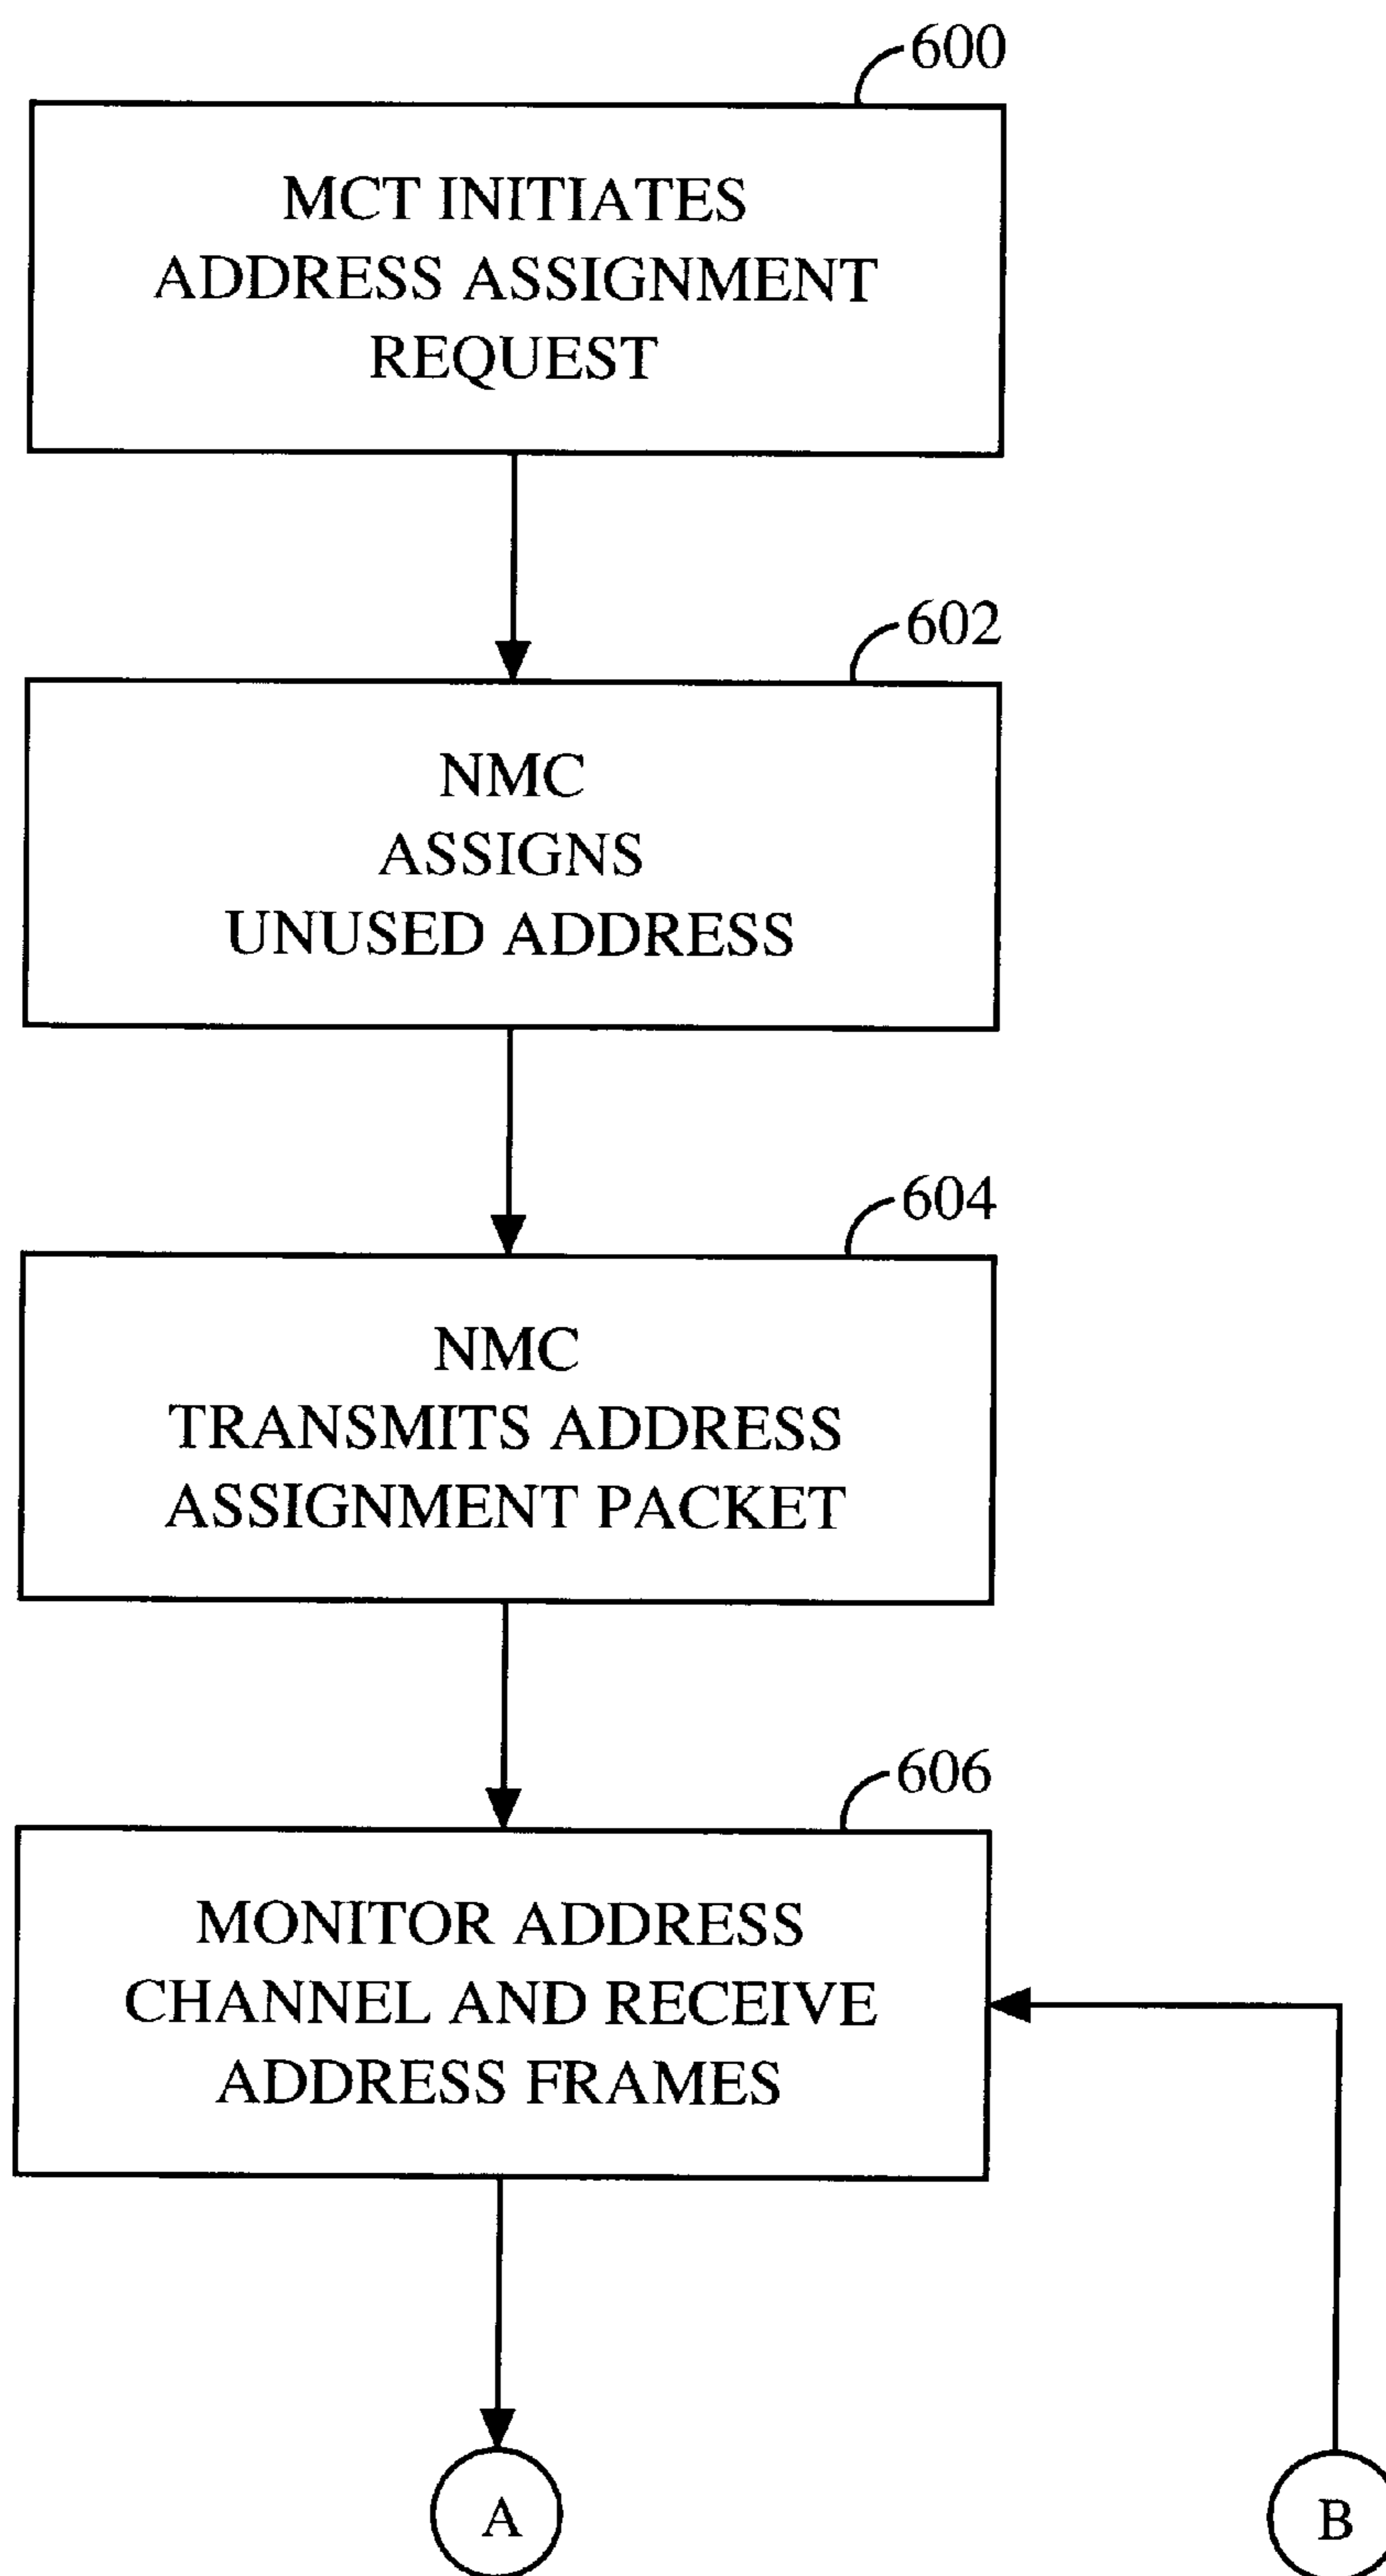 600
MCT INITIATES
ADDRESS ASSIGNMENT
REQUEST
602
NMC
ASSIGNS
UNUSED ADDRESS
604
NMC
TRANSMITS ADDRESS
ASSIGNMENT PACKET
606
MONITOR ADDRESS
CHANNEL AND RECEIVE
ADDRESS FRAMES
A
B